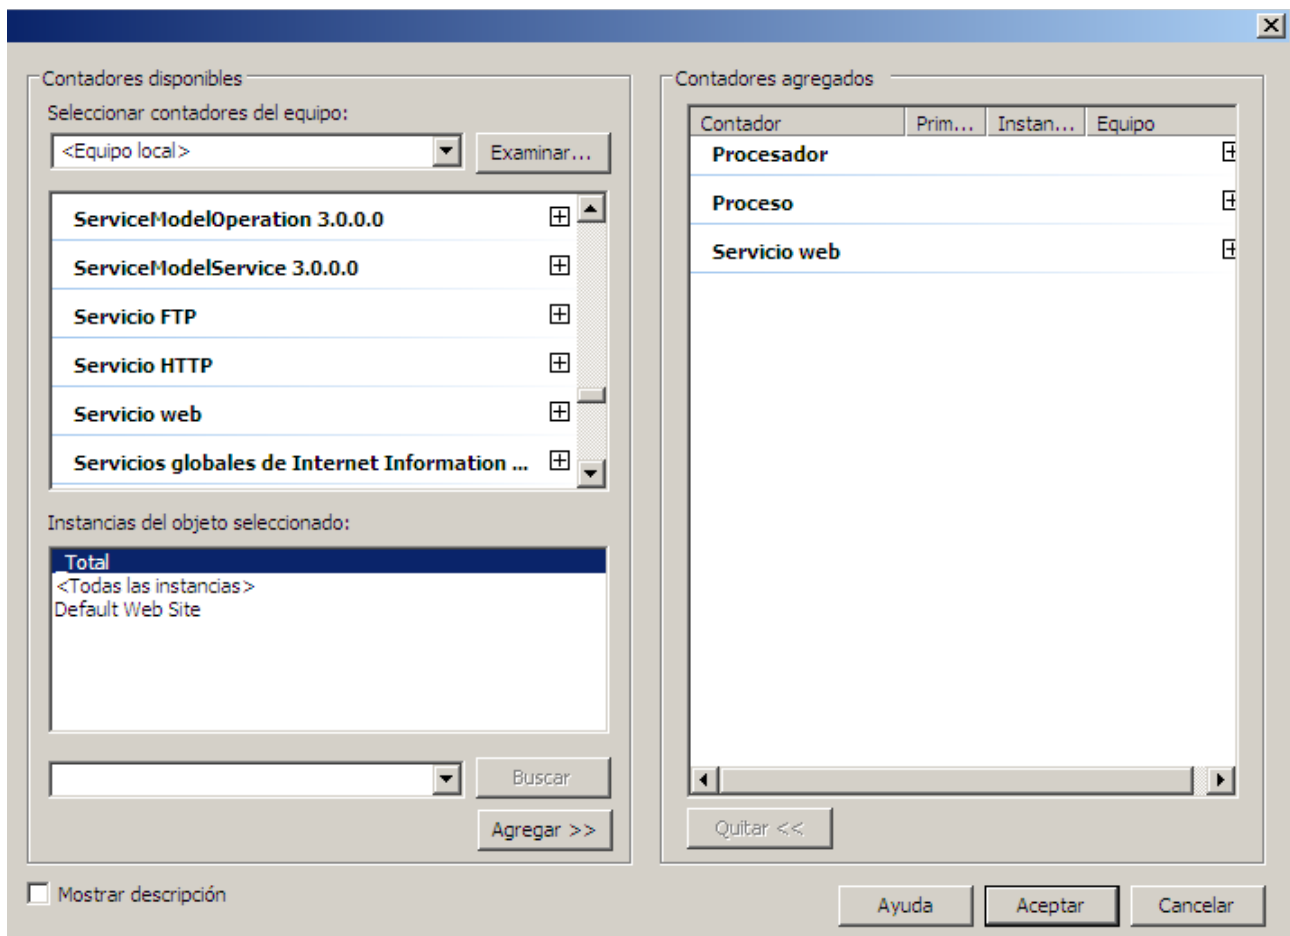 Contadores disponibles
Seleccionar contadores del equipo:
<Equipo local>
Examinar...
ServiceModelOperation 3.0.0.0
ServiceModelService 3.0.0.0
Servicio FTP
Servicio HTTP
Servicio web
Servicios globales de Internet Information ...
Instancias del objeto seleccionado:
_Total
<Todas las instancias>
Default Web Site
Buscar
Agregar >>
Mostrar descripción
Contadores agregados
Contador Prim... Instan... Equipo
Procesador
Proceso
Servicio web
Quitar <<
Ayuda Aceptar Cancelar